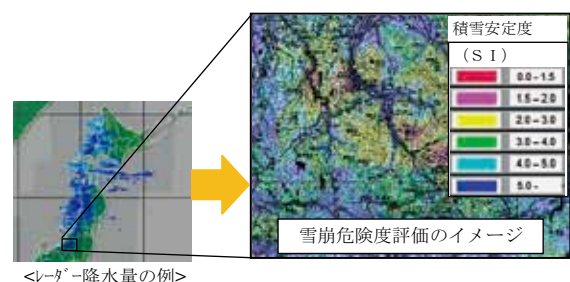 積雪安定度
(SI)
0.0-1.5
1.5-2.0
2.0-3.0
3.0-4.0
4.0-5.0
5.0-
雪崩危険度評価のイメージ
<ﾚｰﾀﾞｰ降水量の例>